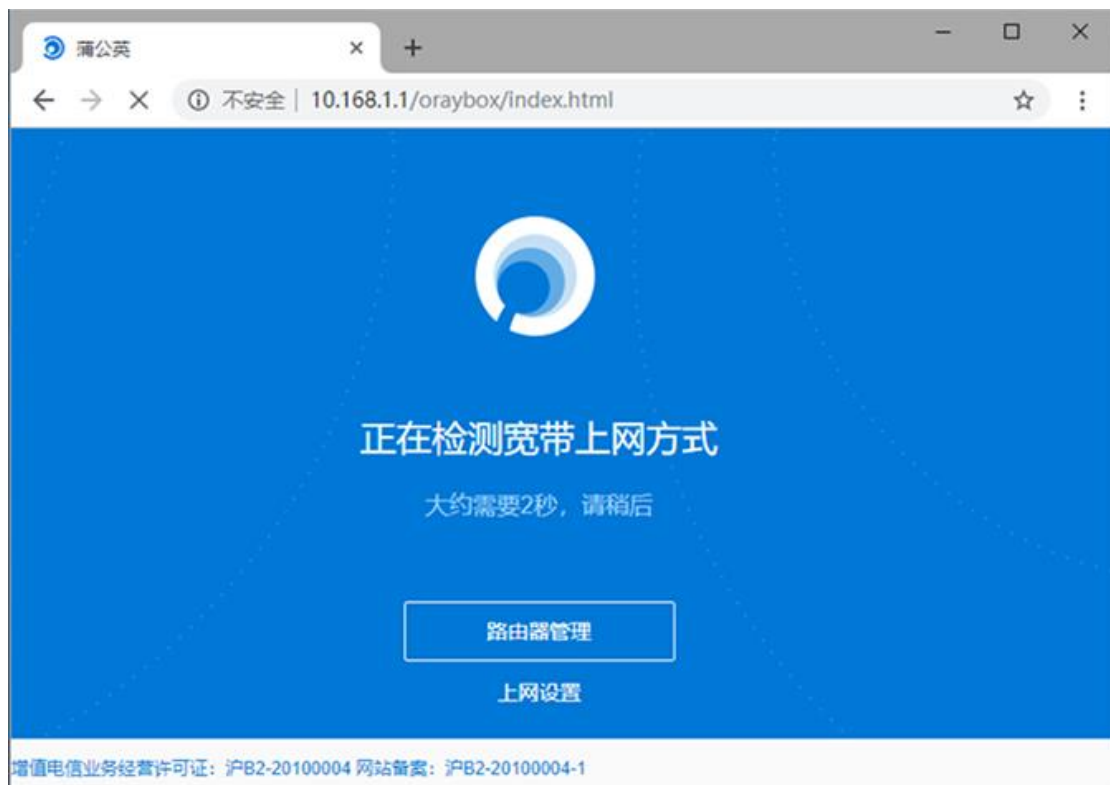 蒲公英
不安全 | 10.168.1.1/oraybox/index.html
正在检测宽带上网方式
大约需要2秒，请稍后
路由器管理
上网设置
增值电信业务经营许可证：沪B2-20100004 网站备案：沪B2-20100004-1